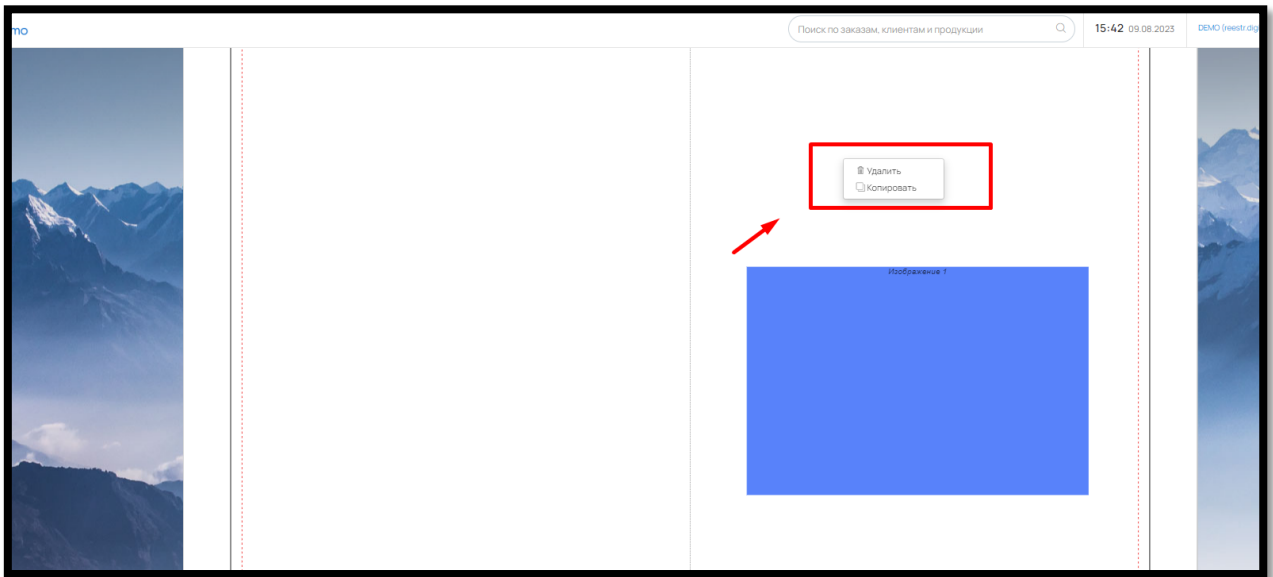 mo
Поиск по заказам, клиентам и продукции
15:42 09.08.2023
DEMO (reestr.dig
Удалить
Копировать
Изображение 1